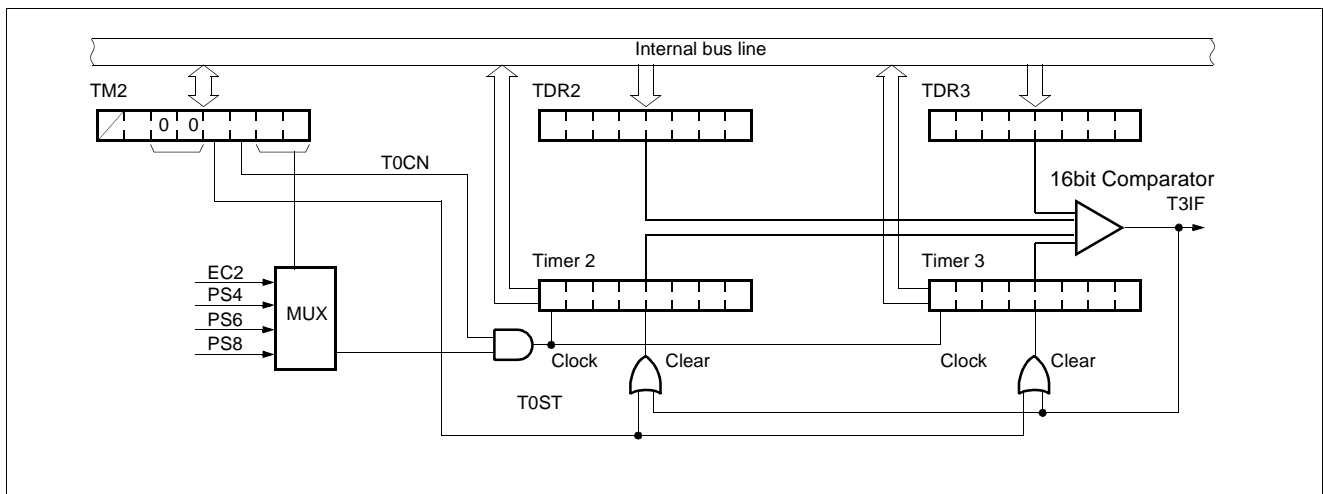 Internal bus line
TM2
TDR2
TDR3
0 0
T0CN
16bit Comparator
T3IF
Timer 2
Timer 3
EC2
PS4
PS6
PS8
MUX
Clock
Clear
Clock
Clear
T0ST